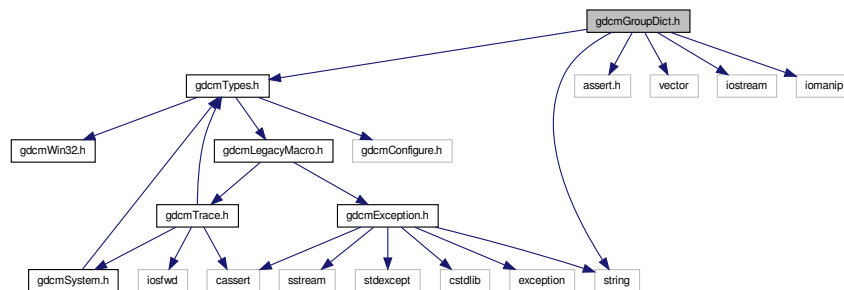 gdcmGroupDict.h
gdcmTypes.h
assert.h
vector
iostream
iomanip
gdcmWin32.h
gdcmLegacyMacro.h
gdcmConfigure.h
gdcmTrace.h
gdcmException.h
gdcmSystem.h
iosfwd
cassert
sstream
stdexcept
cstdlib
exception
string